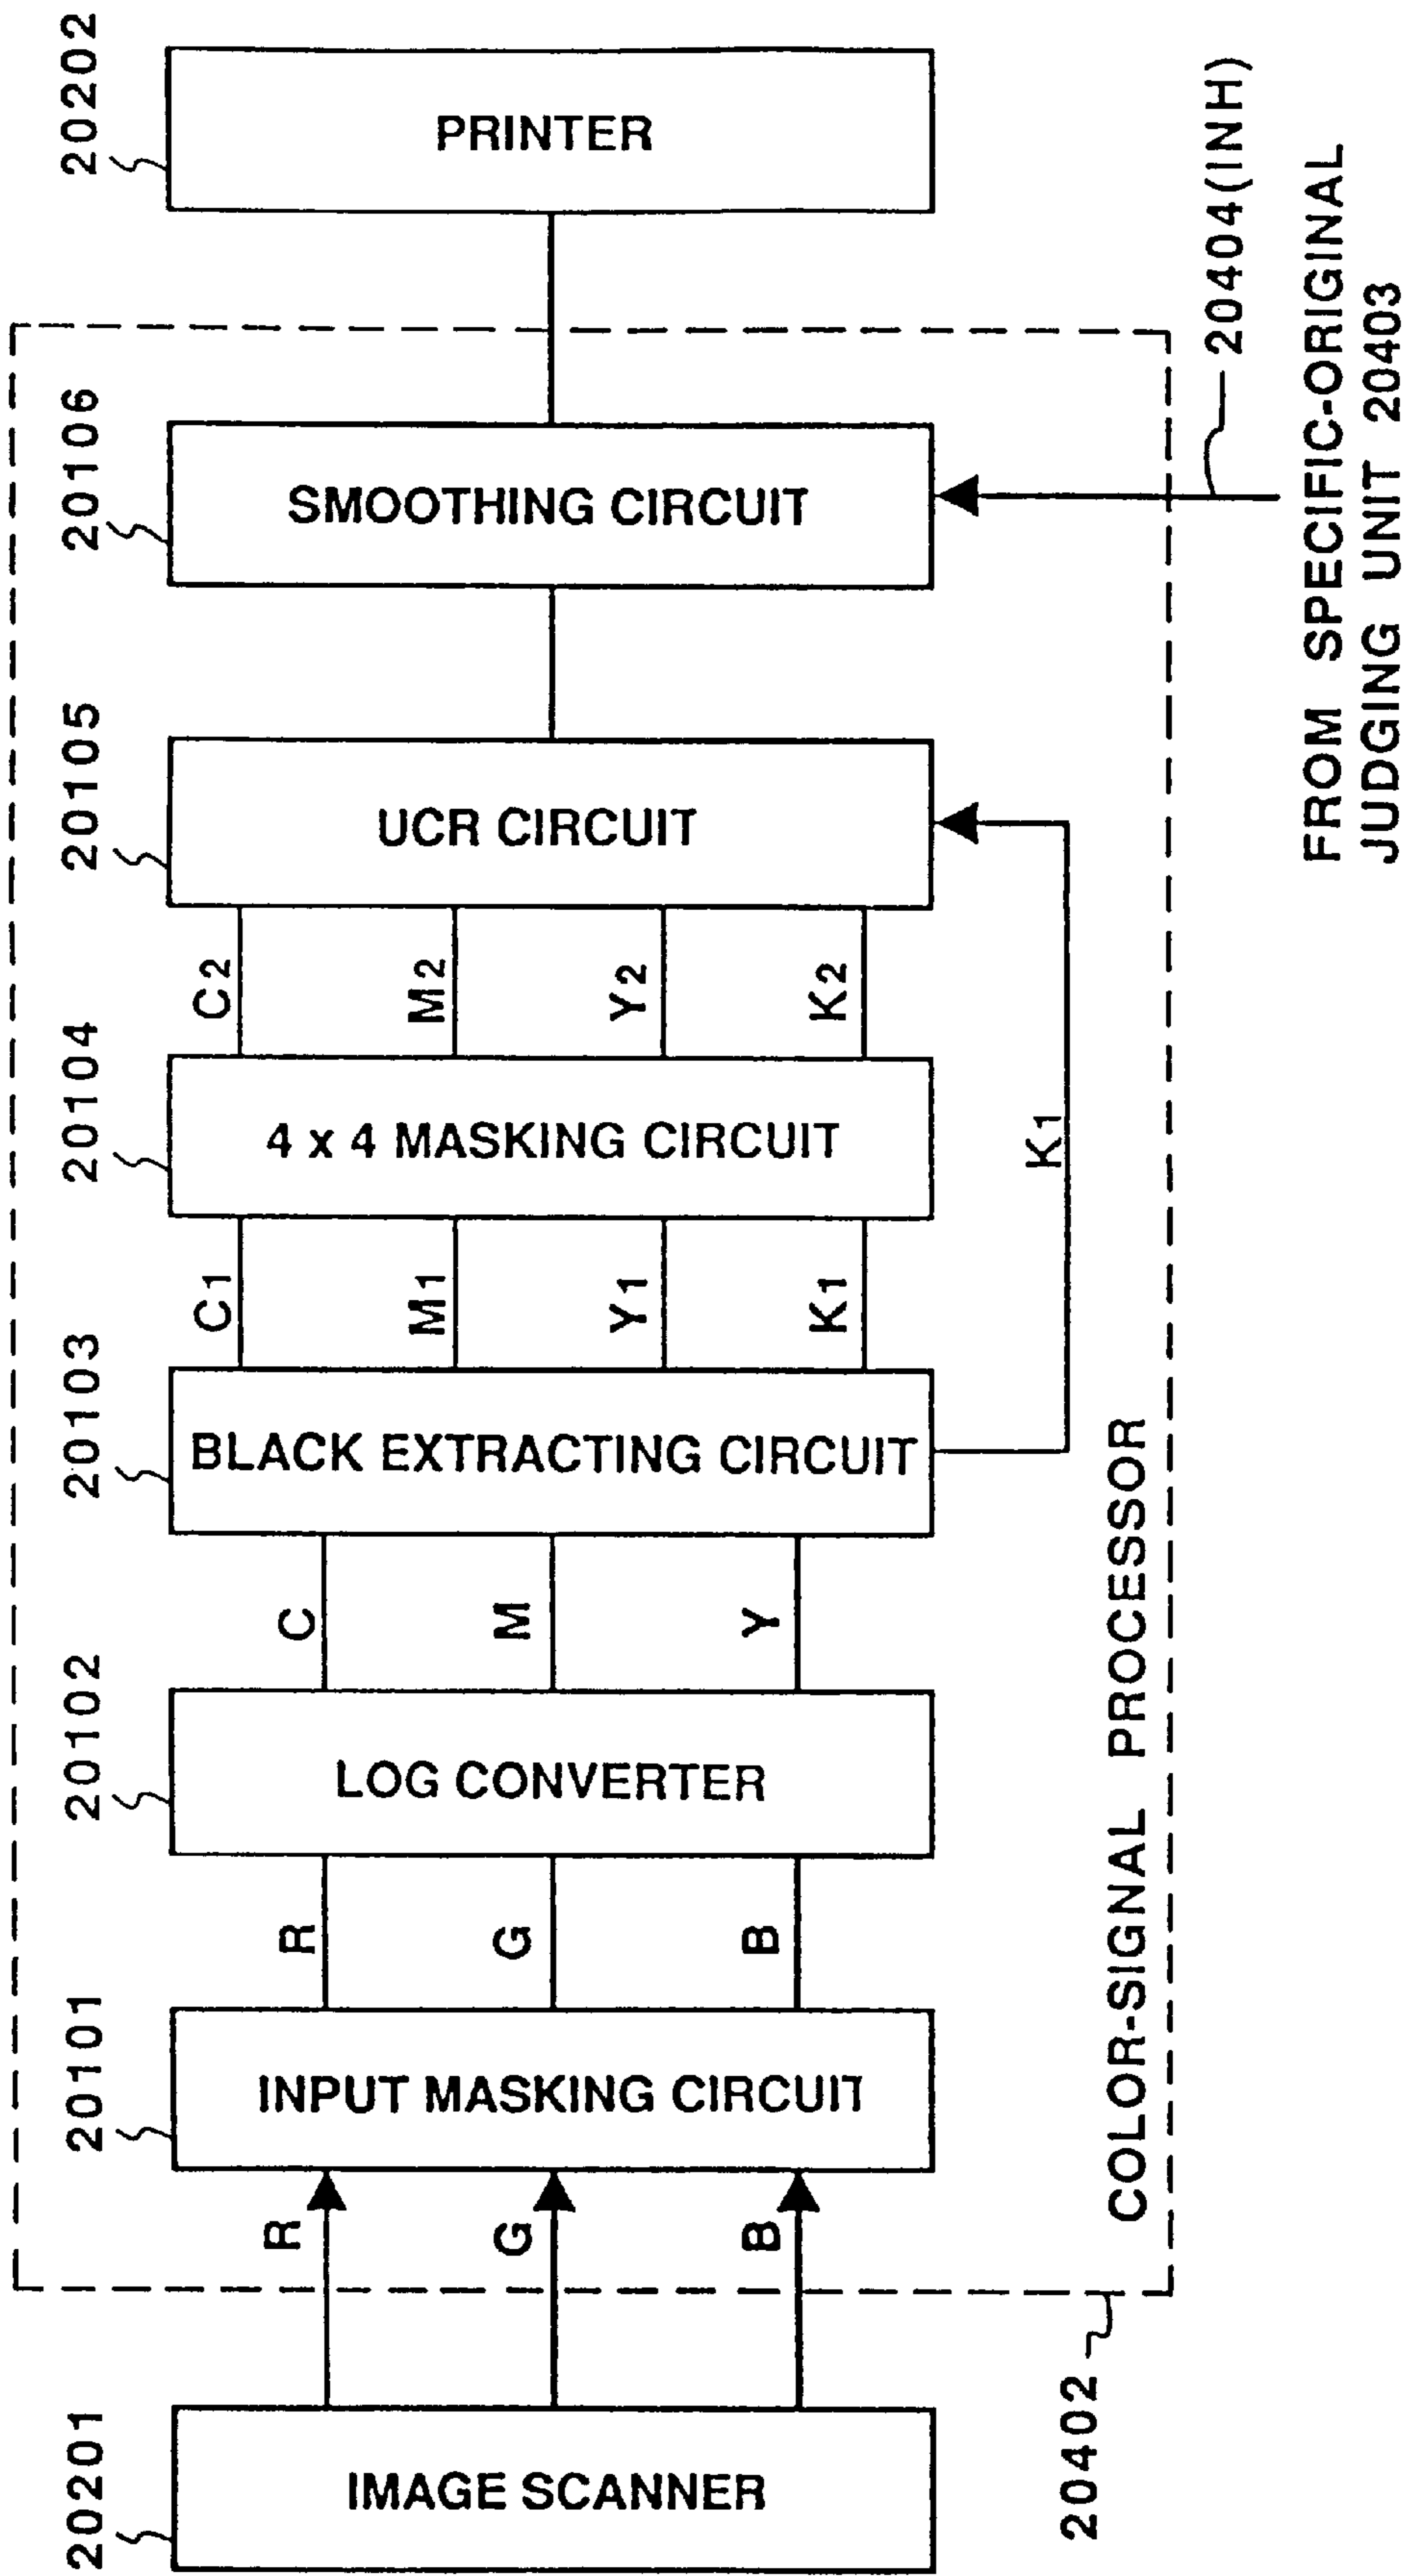 20201
IMAGE SCANNER
R
G
B
20402
COLOR-SIGNAL PROCESSOR
20101
INPUT MASKING CIRCUIT
R
G
B
20102
LOG CONVERTER
C
M
Y
20103
BLACK EXTRACTING CIRCUIT
C1
M1
Y1
K1
K1
20104
4 x 4 MASKING CIRCUIT
C2
M2
Y2
K2
20105
UCR CIRCUIT
20106
SMOOTHING CIRCUIT
20404(INH)
FROM SPECIFIC-ORIGINAL
JUDGING UNIT 20403
20202
PRINTER